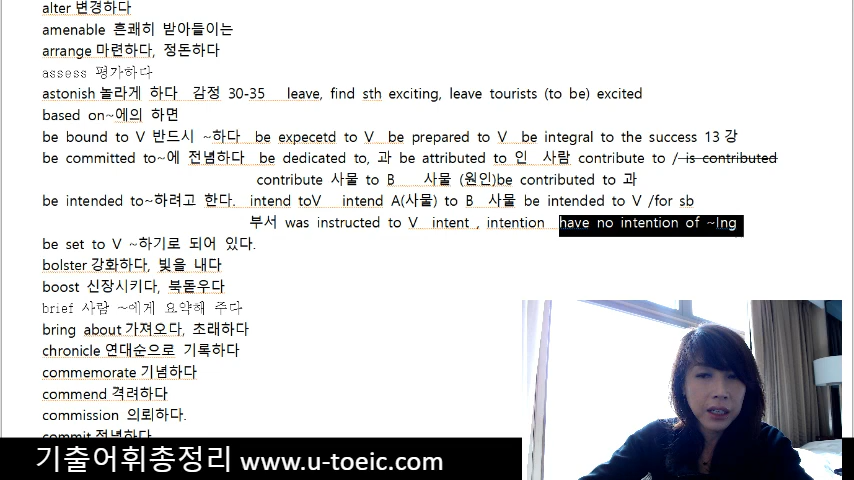 alter 변경하다
amenable 흔쾌히 받아들이는
arrange 마련하다, 정돈하다
assess 평가하다
astonish 놀라게 하다 감정 30-35 leave, find sth exciting, leave tourists (to be) excited
based on~에의 하면
be bound to V 반드시 ~하다 be expecetd to V be prepared to V be integral to the success 13 강
be committed to~에 전념하다 be dedicated to, 과 be attributed to 인 사람 contribute to / is contributed
contribute 사물 to B 사물 (원인)be contributed to 과
be intended to~하려고 한다. intend toV intend A(사물) to B 사물 be intended to V /for sb
부서 was instructed to V intent , intention have no intention of ~Ing
be set to V ~하기로 되어 있다.
bolster 강화하다, 빛을 내다
boost 신장시키다, 북돋우다
brief 사람 ~에게 요약해 주다
bring about 가져오다, 초래하다
chronicle 연대순으로 기록하다
commemorate 기념하다
commend 격려하다
commission 의뢰하다.
commit 전념하다
기출어휘총정리 www.u-toeic.com